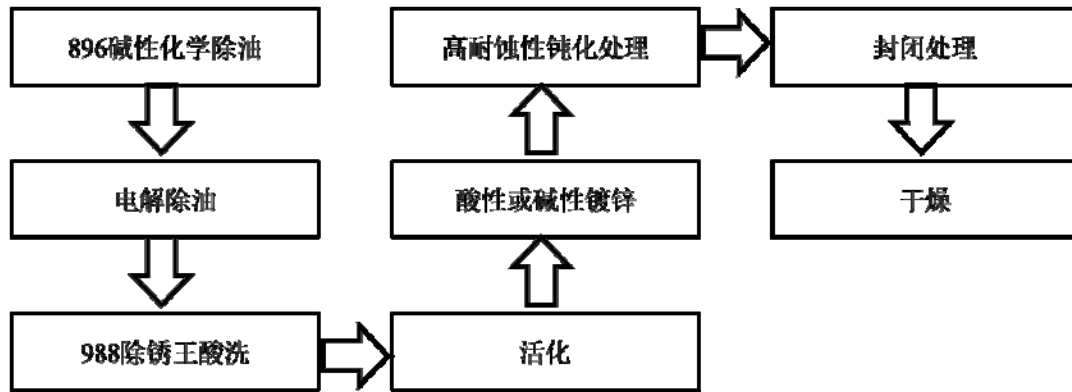 896碱性化学除油
电解除油
988除锈王酸洗
活化
酸性或碱性镀锌
高耐蚀性钝化处理
封闭处理
干燥